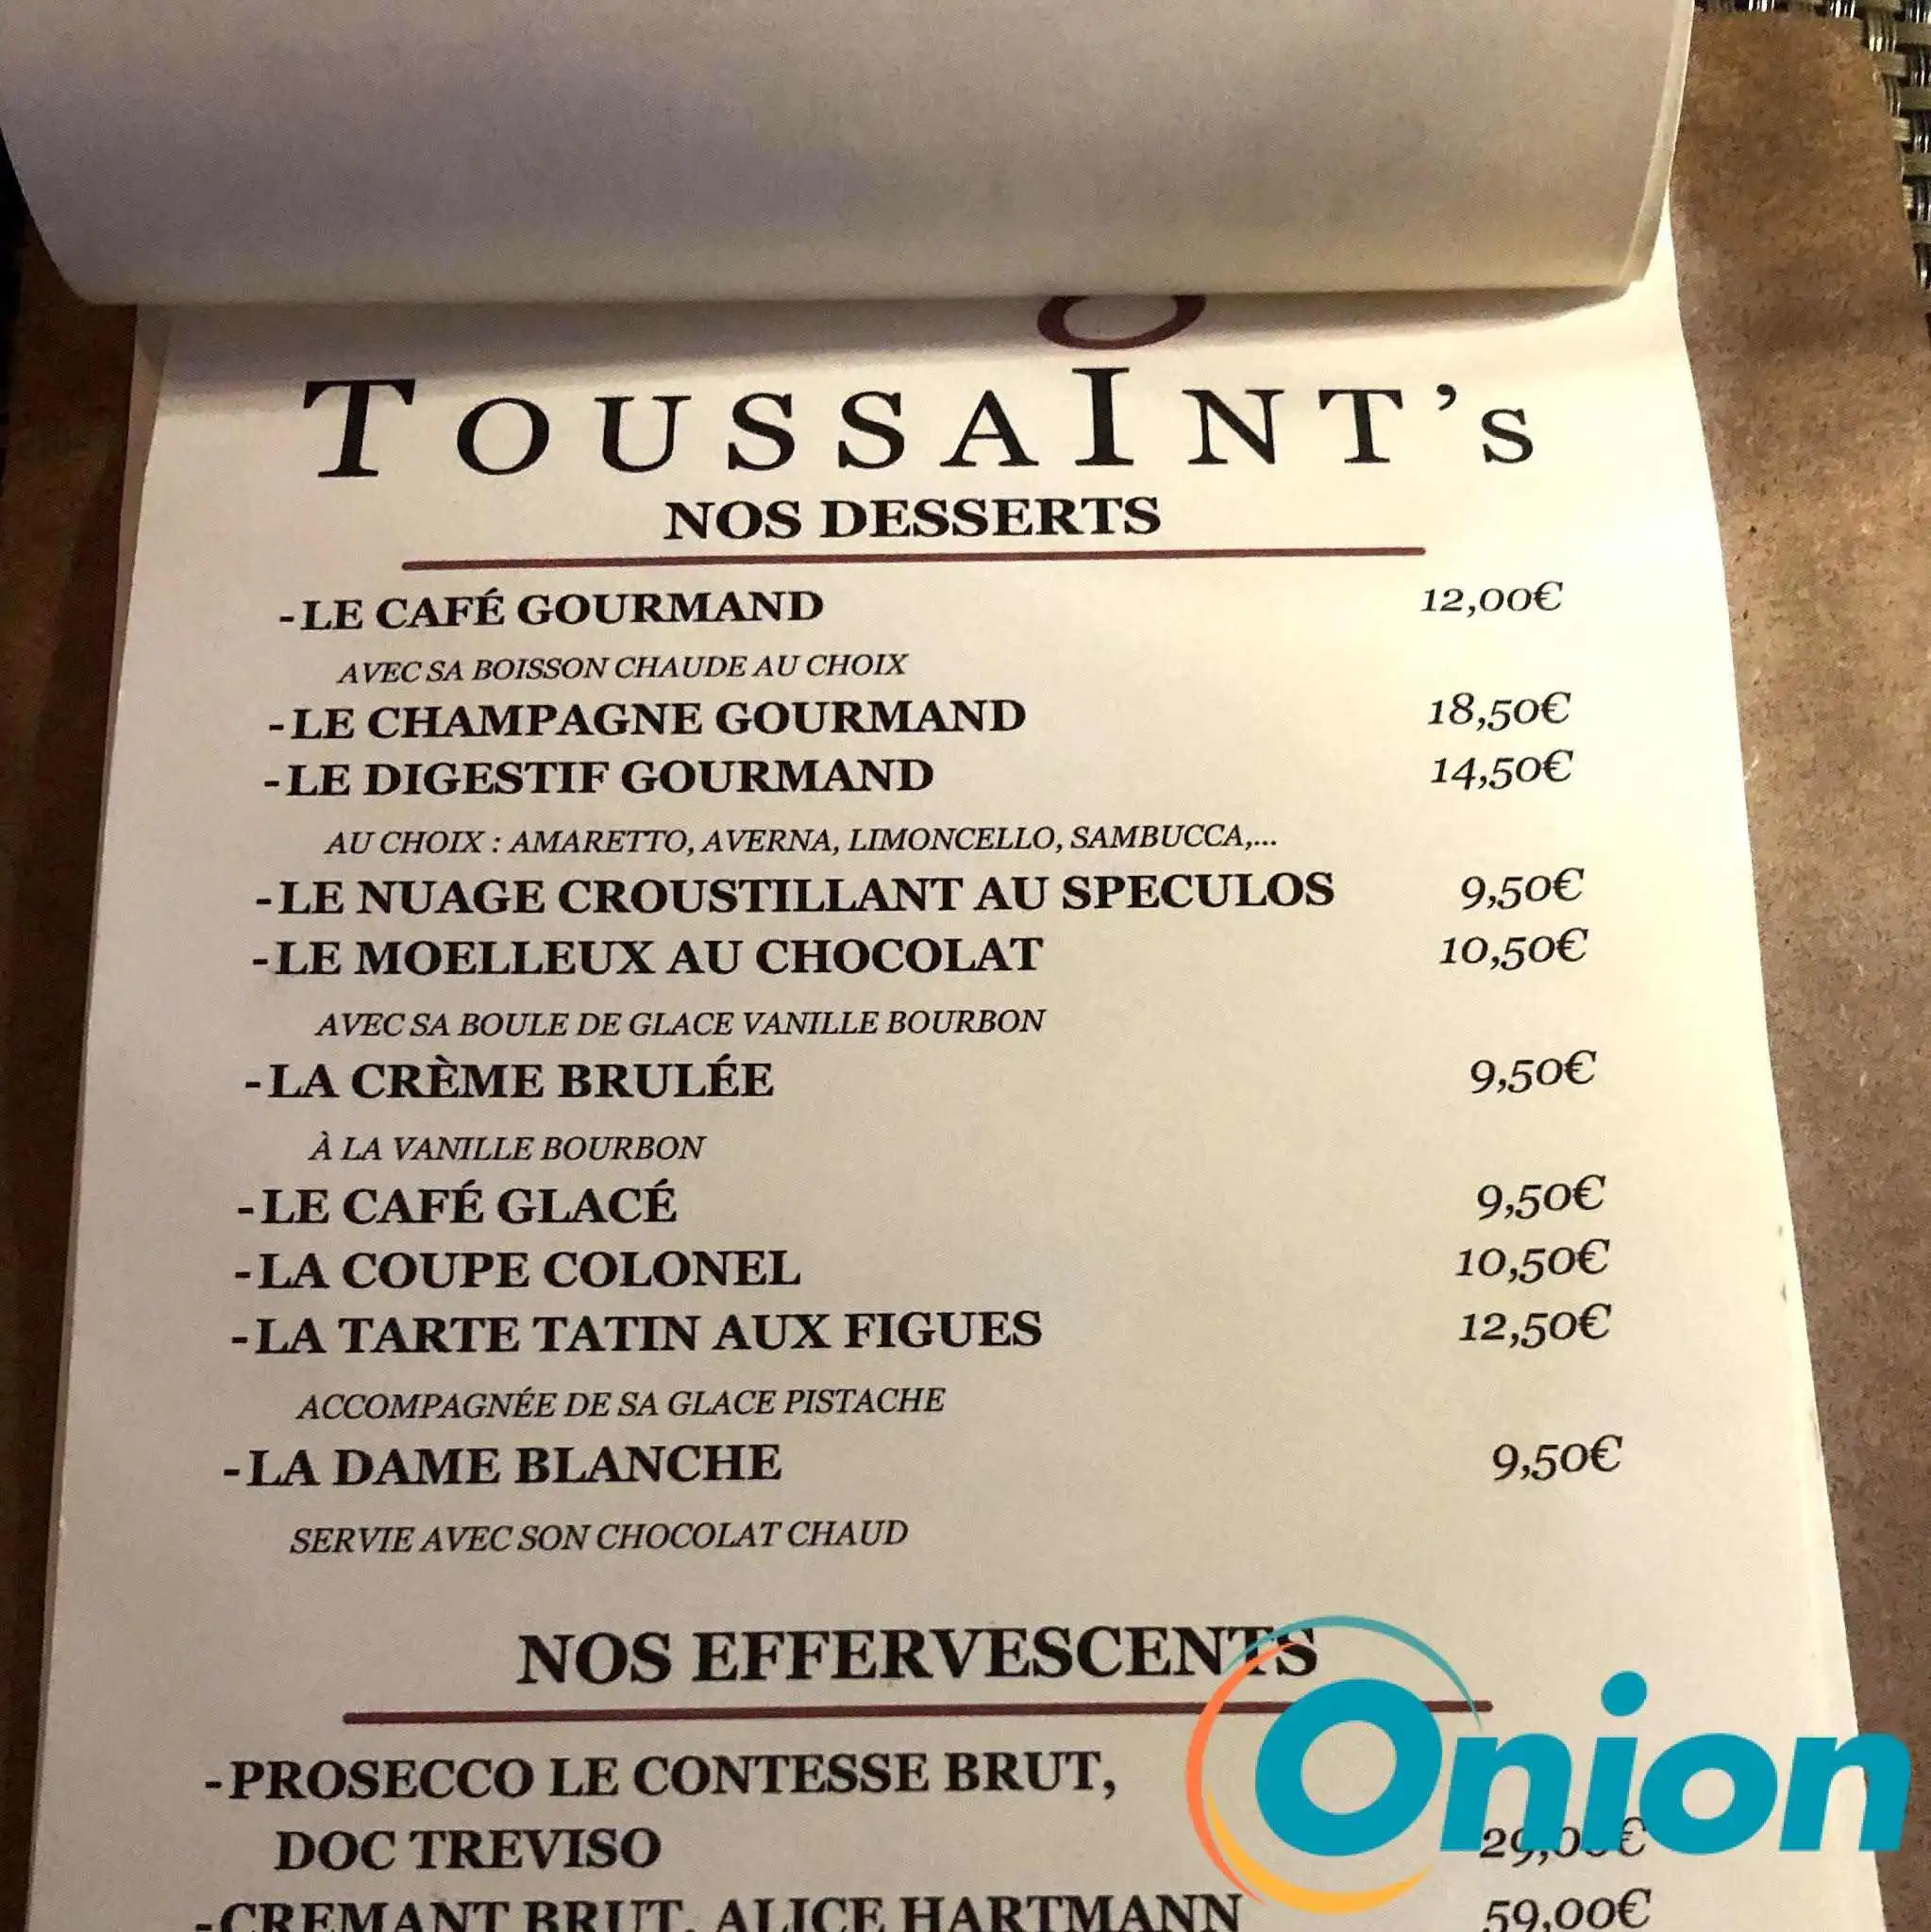 TOUSSAINT's
NOS DESSERTS
-LE CAFÉ GOURMAND 12,00€
AVEC SA BOISSON CHAUDE AU CHOIX
-LE CHAMPAGNE GOURMAND 18,50€
-LE DIGESTIF GOURMAND 14,50€
AU CHOIX : AMARETTO, AVERNA, LIMONCELLO, SAMBUCCA,...
-LE NUAGE CROUSTILLANT AU SPECULOS 9,50€
-LE MOELLEUX AU CHOCOLAT 10,50€
AVEC SA BOULE DE GLACE VANILLE BOURBON
-LA CRÈME BRULÉE 9,50€
À LA VANILLE BOURBON
-LE CAFÉ GLACÉ 9,50€
-LA COUPE COLONEL 10,50€
-LA TARTE TATIN AUX FIGUES 12,50€
ACCOMPAGNÉE DE SA GLACE PISTACHE
-LA DAME BLANCHE 9,50€
SERVIE AVEC SON CHOCOLAT CHAUD
NOS EFFERVESCENTS
-PROSECCO LE CONTESSE BRUT,
DOC TREVISO
Onion
-CREMANT BRUT, ALICE HARTMANN 59,00€